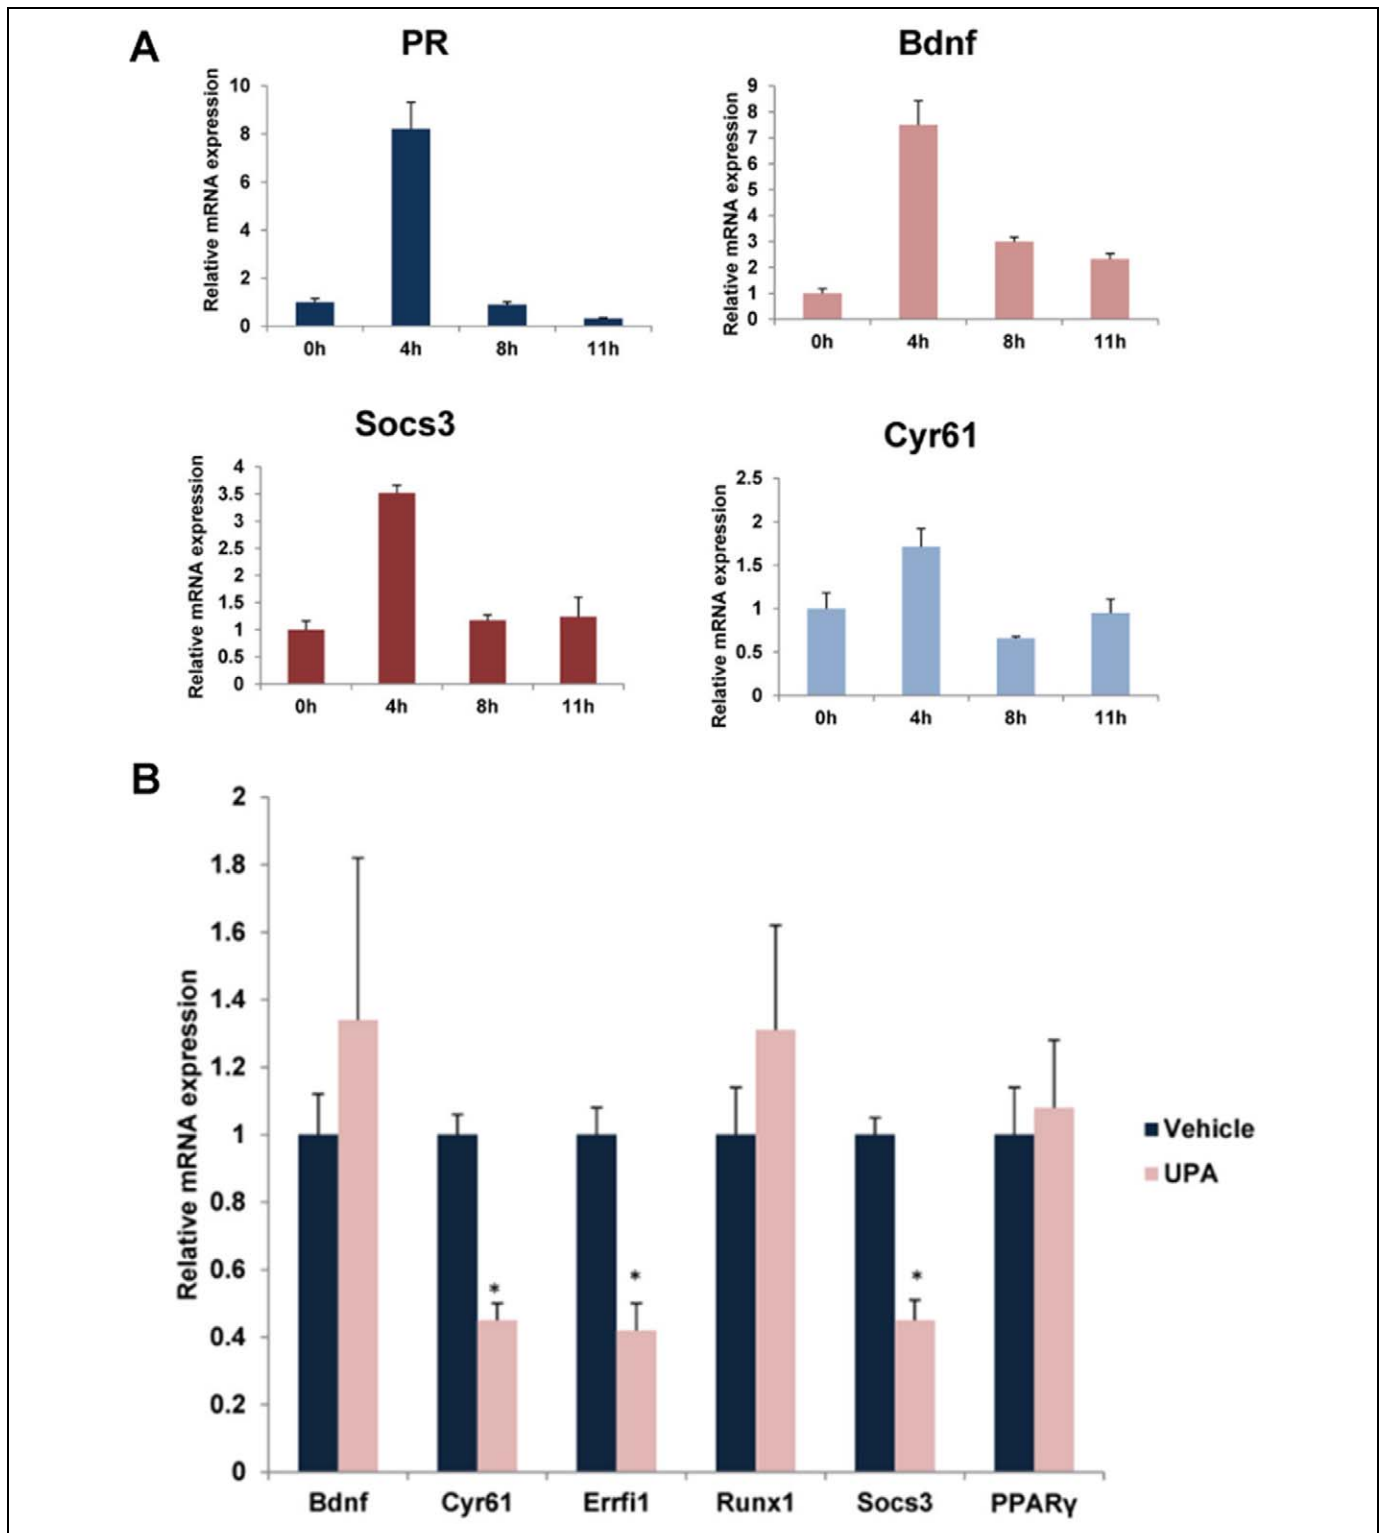 A
PR
Relative mRNA expression
10
8
6
4
2
0
0h 4h 8h 11h
Bdnf
Relative mRNA expression
9
8
7
6
5
4
3
2
1
0
0h 4h 8h 11h
Socs3
Relative mRNA expression
4
3.5
3
2.5
2
1.5
1
0.5
0
0h 4h 8h 11h
Cyr61
Relative mRNA expression
2.5
2
1.5
1
0.5
0
0h 4h 8h 11h
B
Relative mRNA expression
2
1.8
1.6
1.4
1.2
1
0.8
0.6
0.4
0.2
0
* * *
Bdnf Cyr61 Errfi1 Runx1 Socs3 PPARγ
Vehicle
UPA